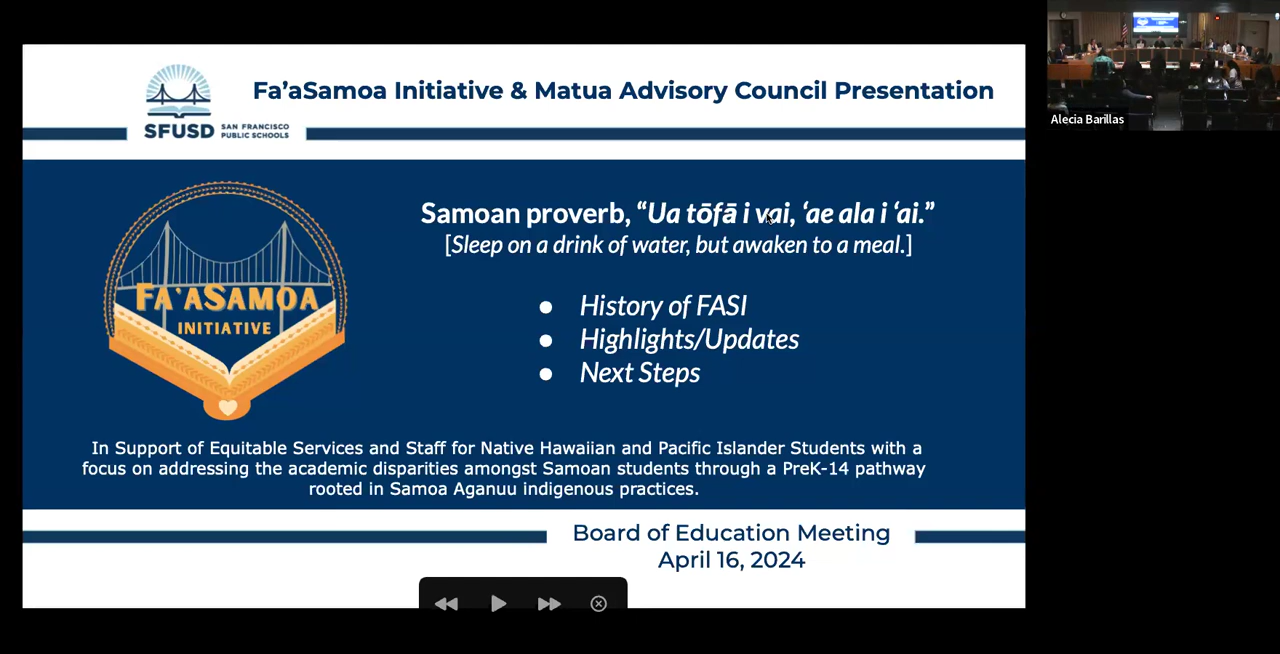 Fa’aSamoa Initiative & Matua Advisory Council Presentation
SFUSD
SAN FRANCISCO
PUBLIC SCHOOLS
Alecia Barillas
FA'ASAMOA
INITIATIVE
Samoan proverb, “Ua tōfā i vai, ‘ae ala i ‘ai.”
[Sleep on a drink of water, but awaken to a meal.]
● History of FASI
● Highlights/Updates
● Next Steps
In Support of Equitable Services and Staff for Native Hawaiian and Pacific Islander Students with a
focus on addressing the academic disparities amongst Samoan students through a PreK-14 pathway
rooted in Samoa Aganuu indigenous practices.
Board of Education Meeting
April 16, 2024